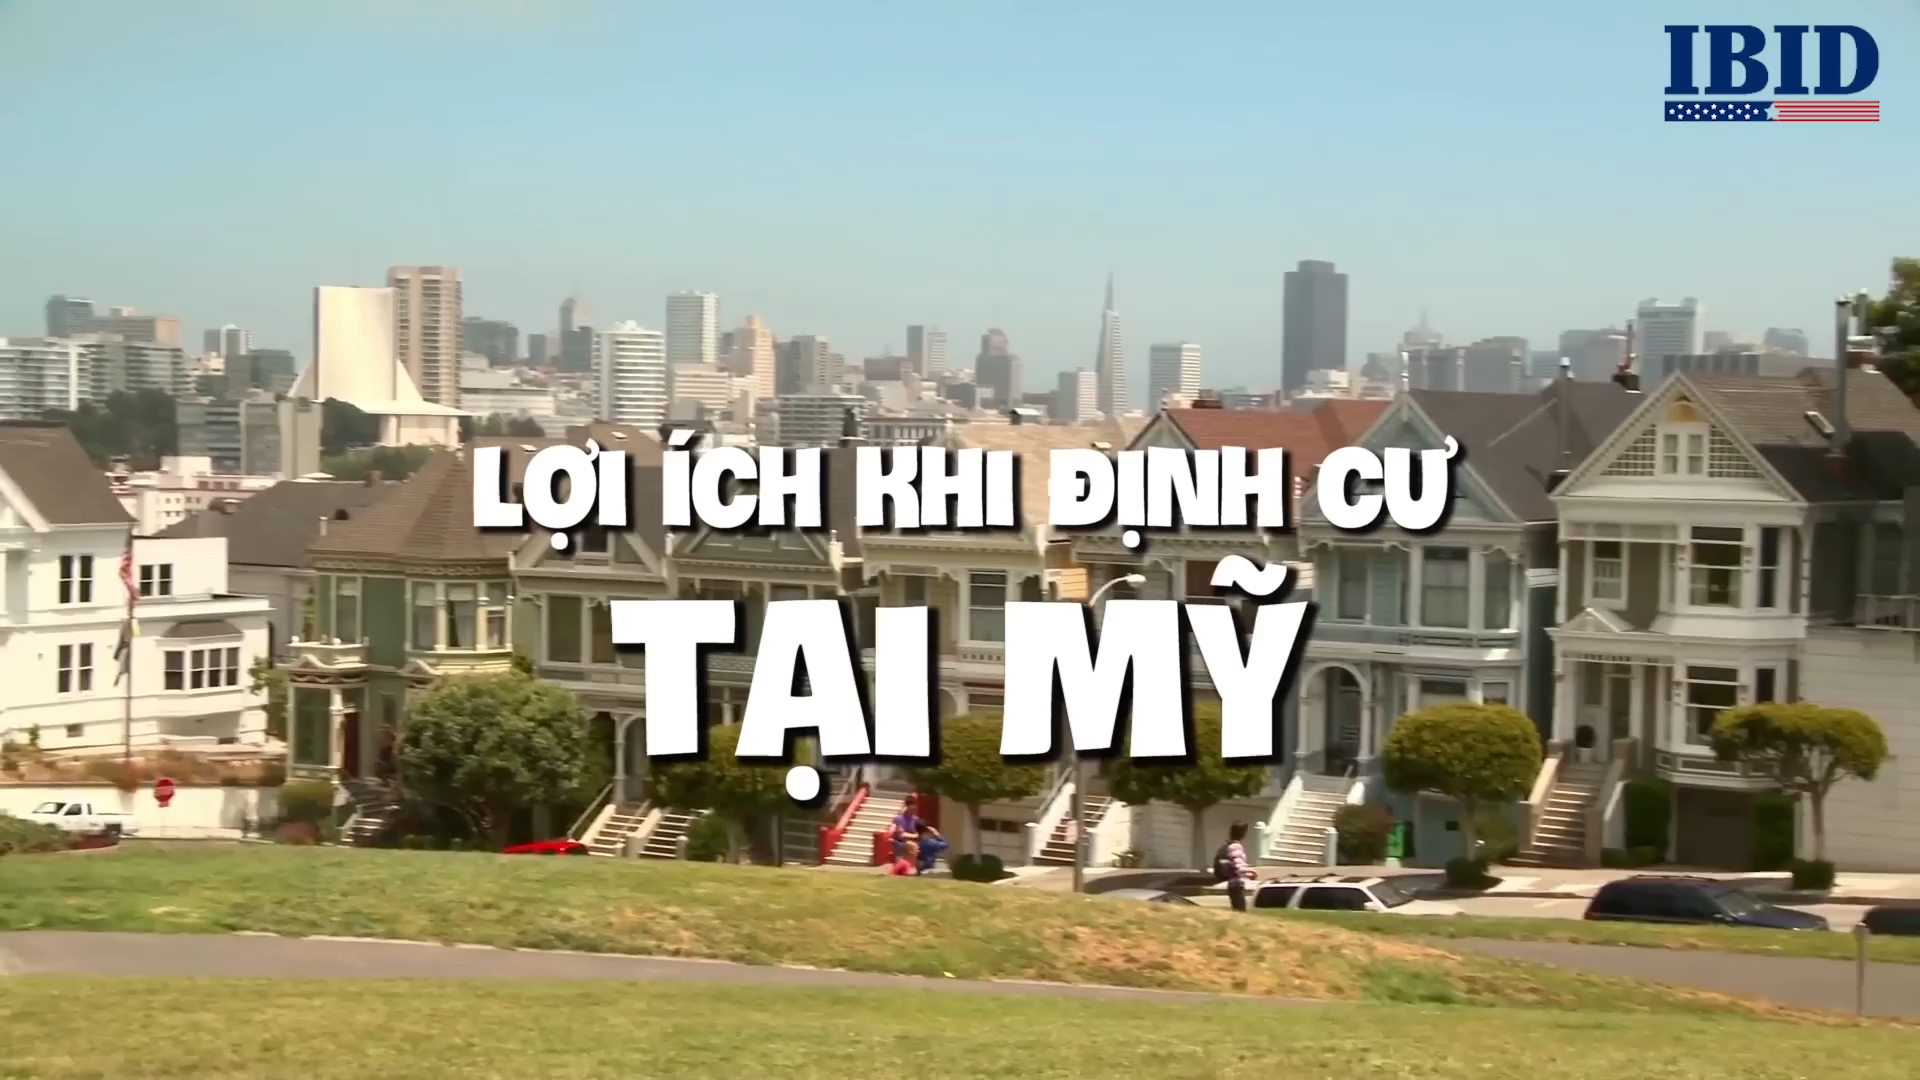 IBID
LỢI ÍCH KHI ĐỊNH CƯ
TẠI MỸ